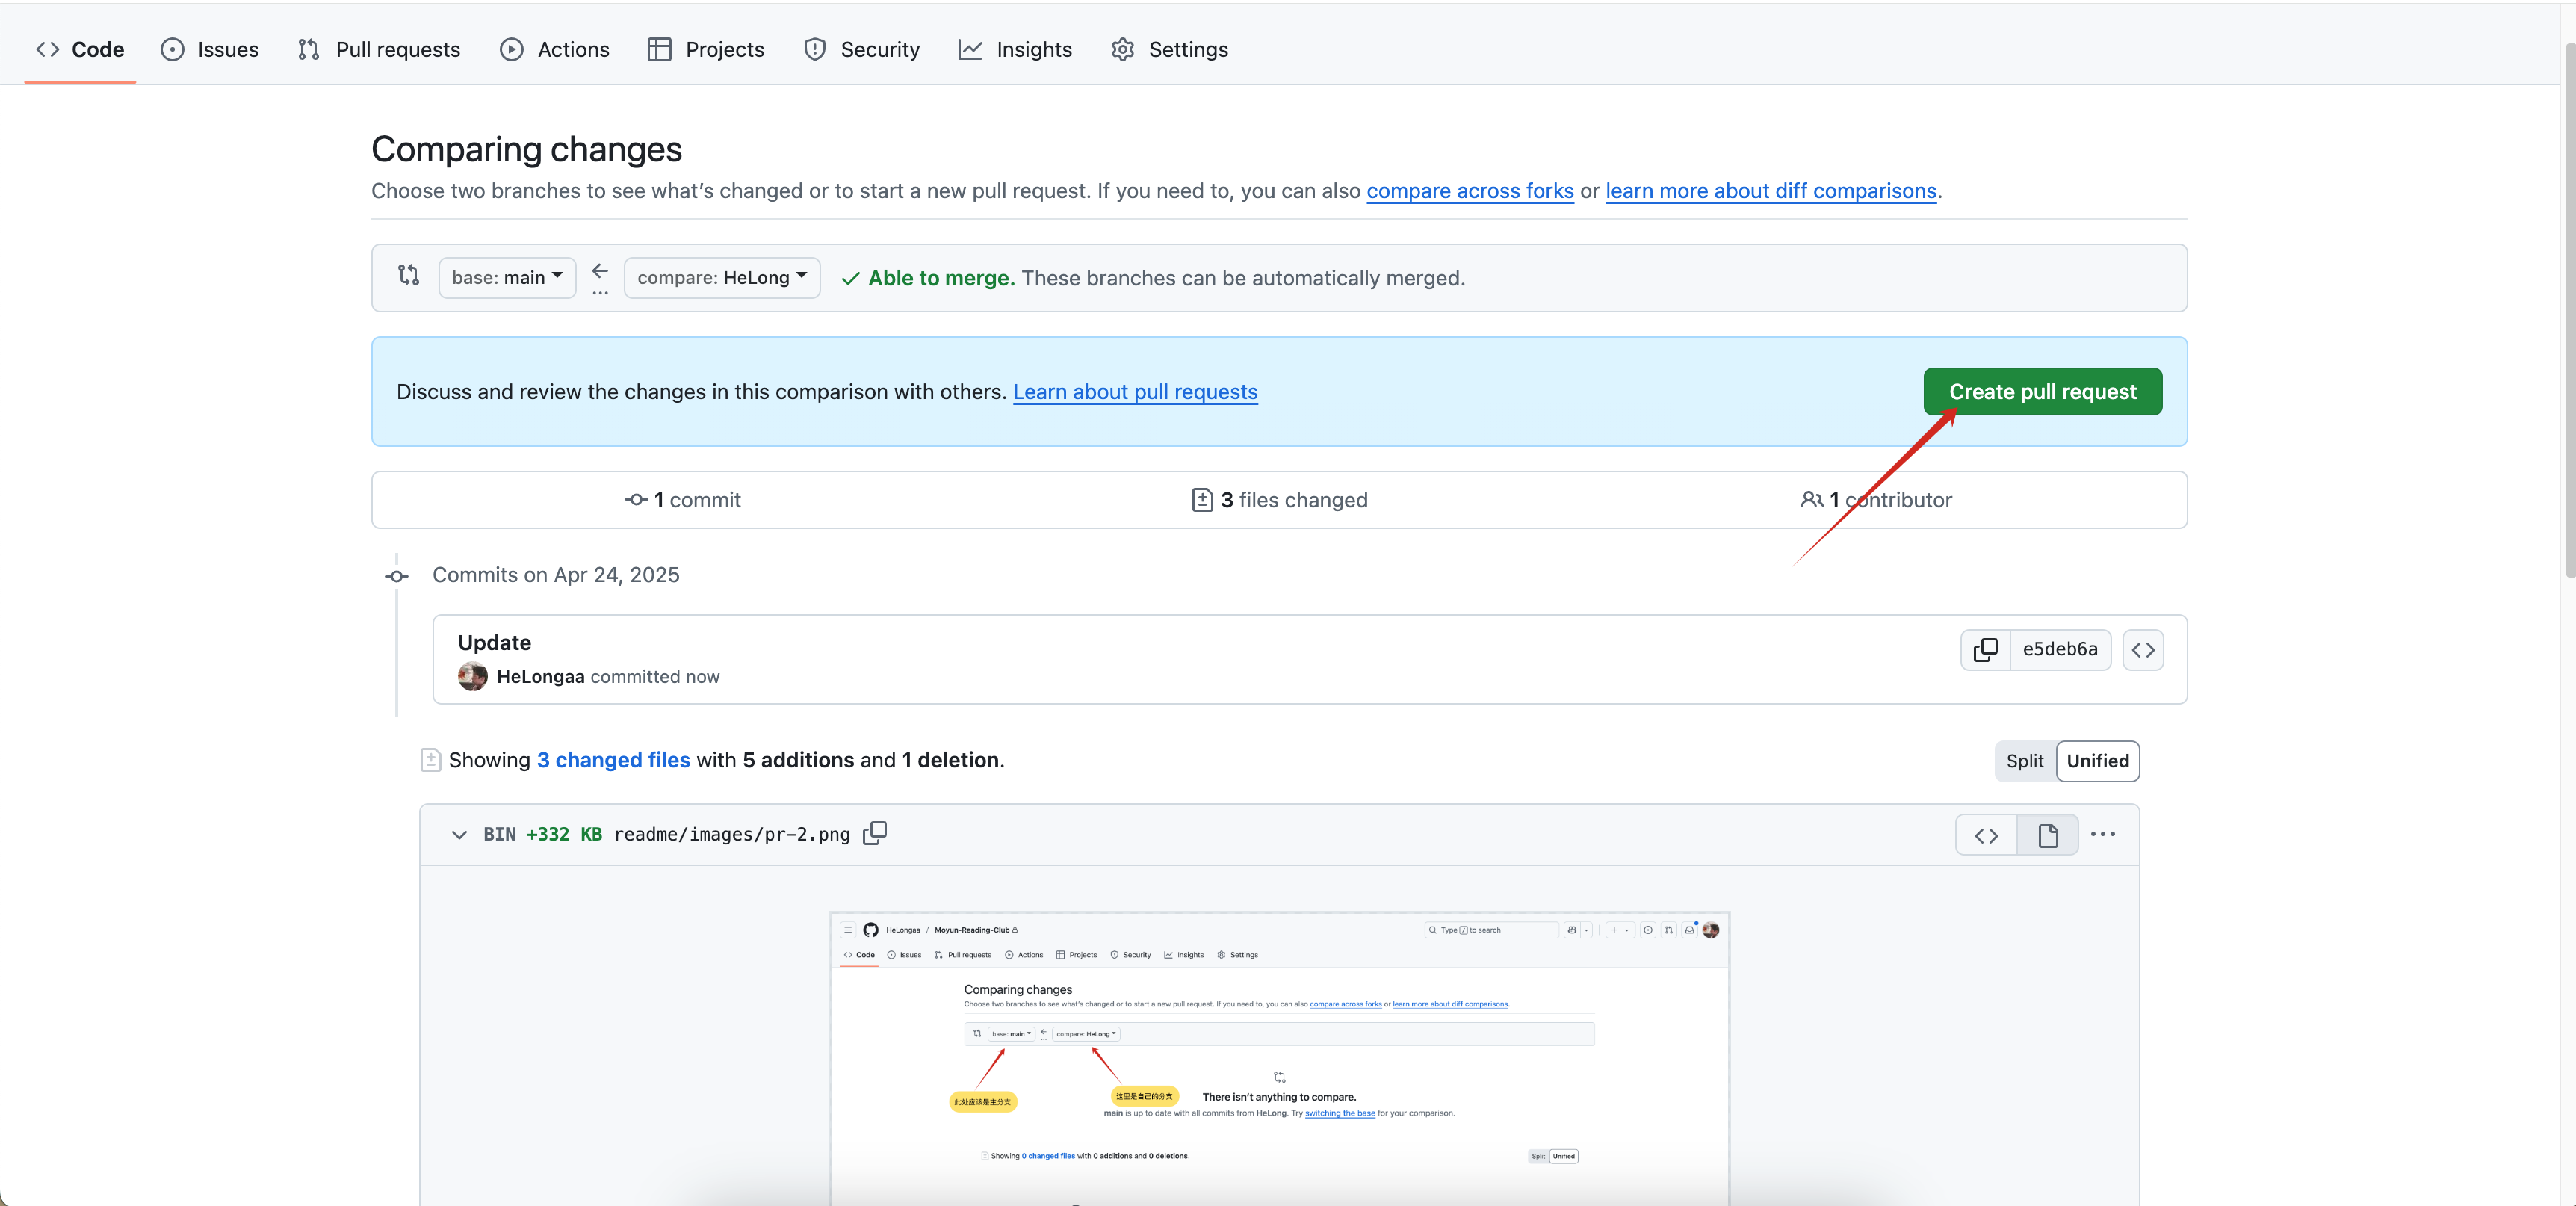 Code Issues Pull requests Actions Projects Security Insights Settings
Comparing changes
Choose two branches to see what's changed or to start a new pull request. If you need to, you can also compare across forks or learn more about diff comparisons.
base: main ← ... compare: HeLong ✓ Able to merge. These branches can be automatically merged.
Discuss and review the changes in this comparison with others. Learn about pull requests
Create pull request
1 commit
3 files changed
1 contributor
Commits on Apr 24, 2025
Update
e5deb6a
HeLongaa committed now
Showing 3 changed files with 5 additions and 1 deletion.
Split Unified
BIN +332 KB readme/images/pr-2.png
HeLongaa / Moyun-Reading-Club
Type / to search
Code Issues Pull requests Actions Projects Security Insights Settings
Comparing changes
Choose two branches to see what's changed or to start a new pull request. If you need to, you can also compare across forks or learn more about diff comparisons.
base: main ← ... compare: HeLong
此处应该是主分支
这里是自己的分支
There isn't anything to compare.
main is up to date with all commits from HeLong. Try switching the base for your comparison.
Showing 0 changed files with 0 additions and 0 deletions.
Split Unified